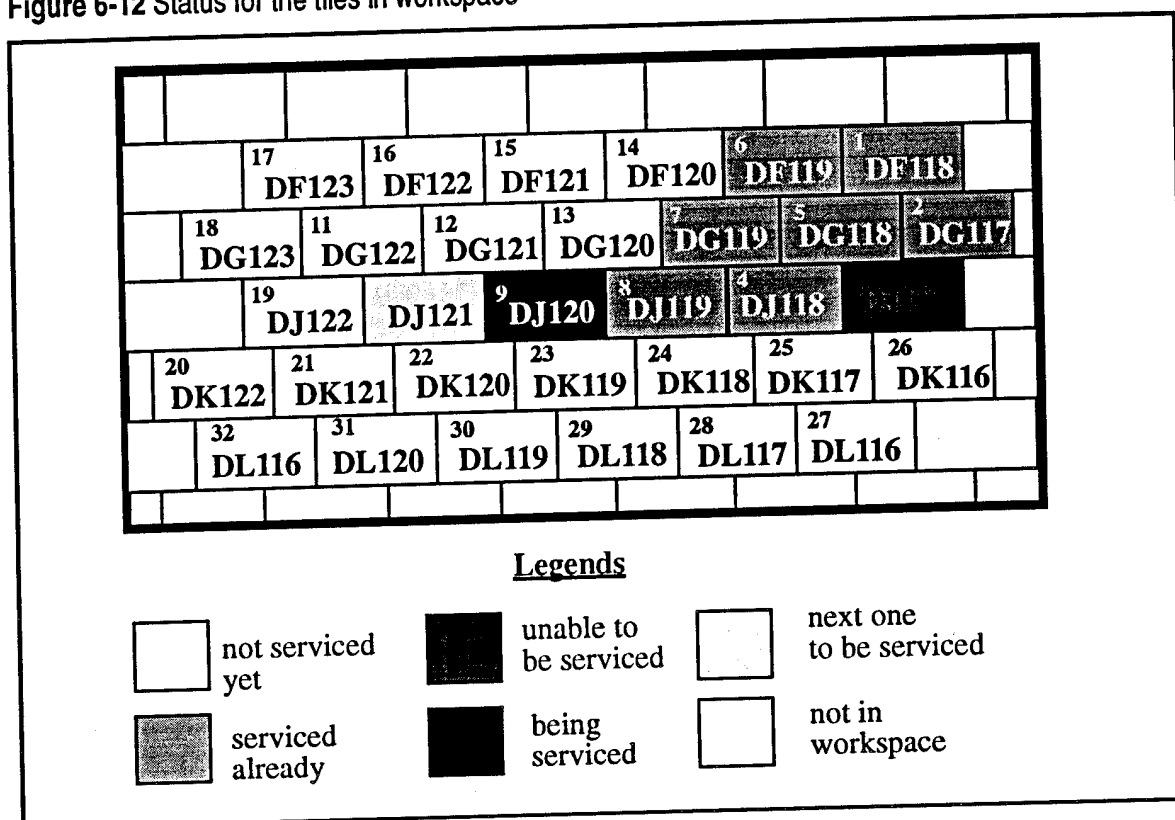 Figure 6-12 Status for the tiles in workspace
17 16 15 14 6 1
DF123 DF122 DF121 DF120 DF119 DF118
18 11 12 13 7 5 2
DG123 DG122 DG121 DG120 DG119 DG118 DG117
19 9 8 4
DJ122 DJ121 DJ120 DJ119 DJ118
20 21 22 23 24 25 26
DK122 DK121 DK120 DK119 DK118 DK117 DK116
32 31 30 29 28 27
DL116 DL120 DL119 DL118 DL117 DL116
Legends
not serviced
yet
unable to
be serviced
next one
to be serviced
serviced
already
being
serviced
not in
workspace